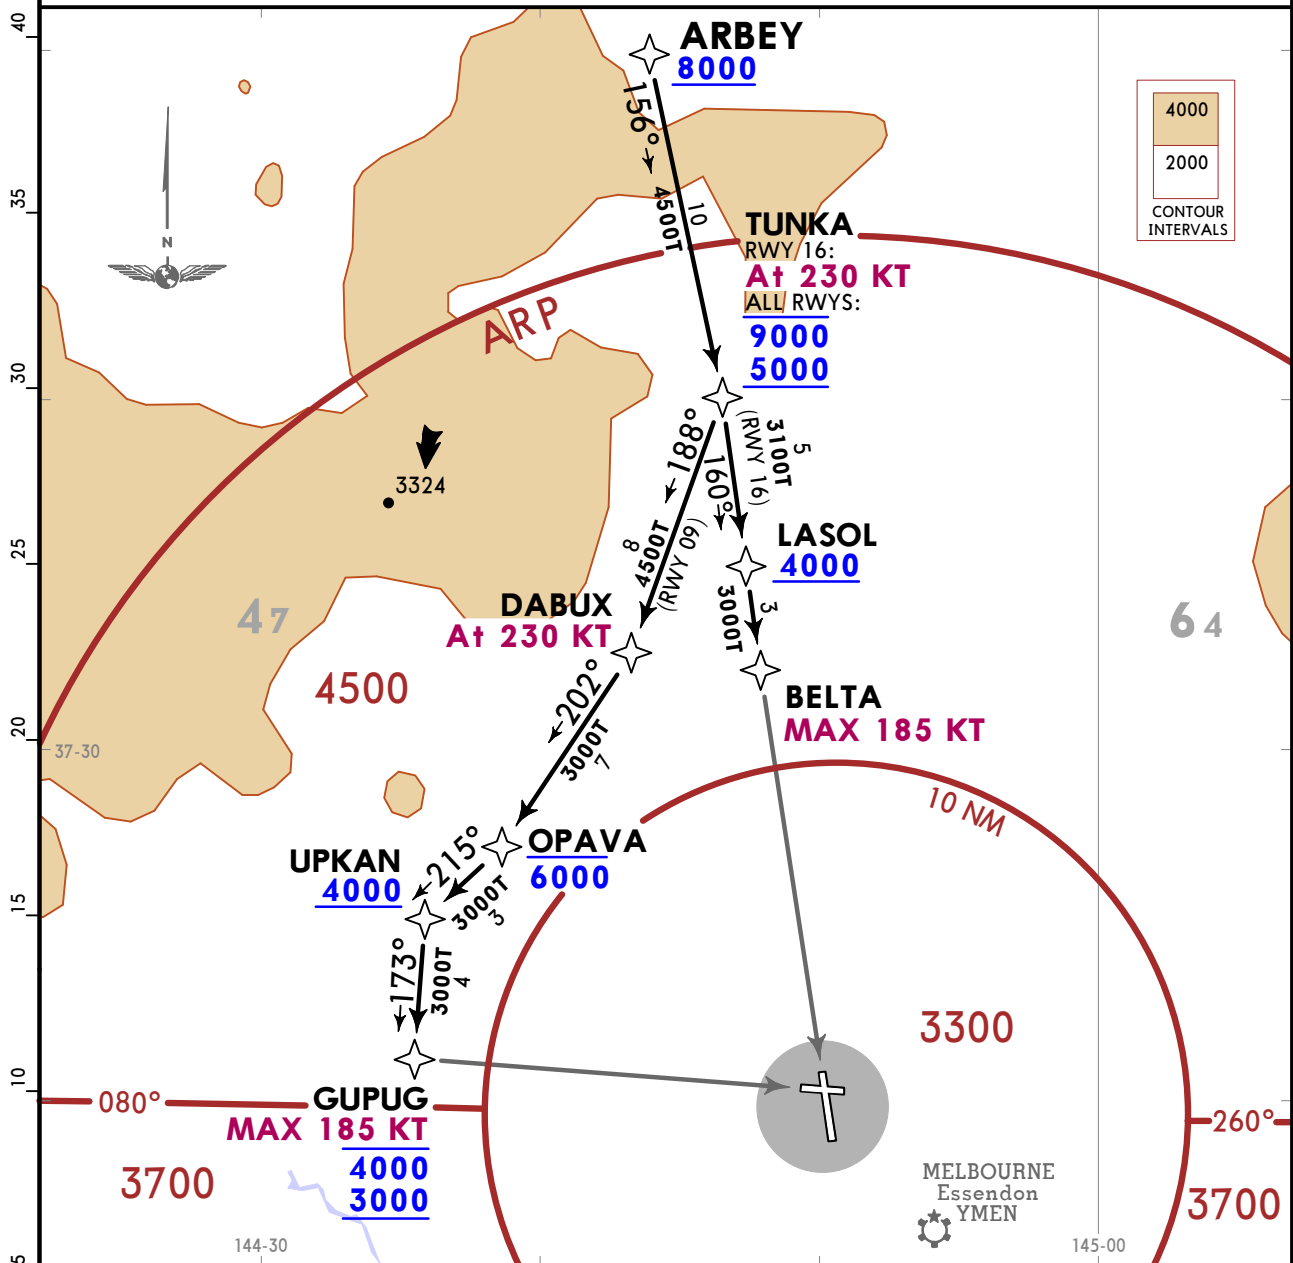 40
35
30
25
20
15
10
5
ARBEY
8000
156°
4500T
10
4000
2000
CONTOUR
INTERVALS
N
TUNKA
RWY 16:
At 230 KT
ALL RWYS:
9000
5000
ARP
3324
188°
4500T
8
(RWY 09)
160°
(RWY 16)
3100T
5
LASOL
4000
3000T
3
DABUX
At 230 KT
47
64
4500
BELTA
MAX 185 KT
202°
3000T
7
37-30
10 NM
OPAVA
6000
215°
3000T
3
UPKAN
4000
173°
3000T
4
3300
GUPUG
MAX 185 KT
4000
3000
080°
260°
3700
3700
MELBOURNE
Essendon
YMEN
144-30
145-00